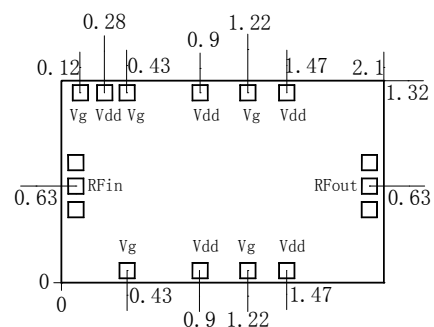 0.28
1.22
0.9
0.12 0.43 1.47 2.1
1.32
Vg Vdd Vg Vdd Vg Vdd
RFin RFout
0.63 0.63
Vg Vdd Vg Vdd
0
0 0.43 1.47
0.9 1.22